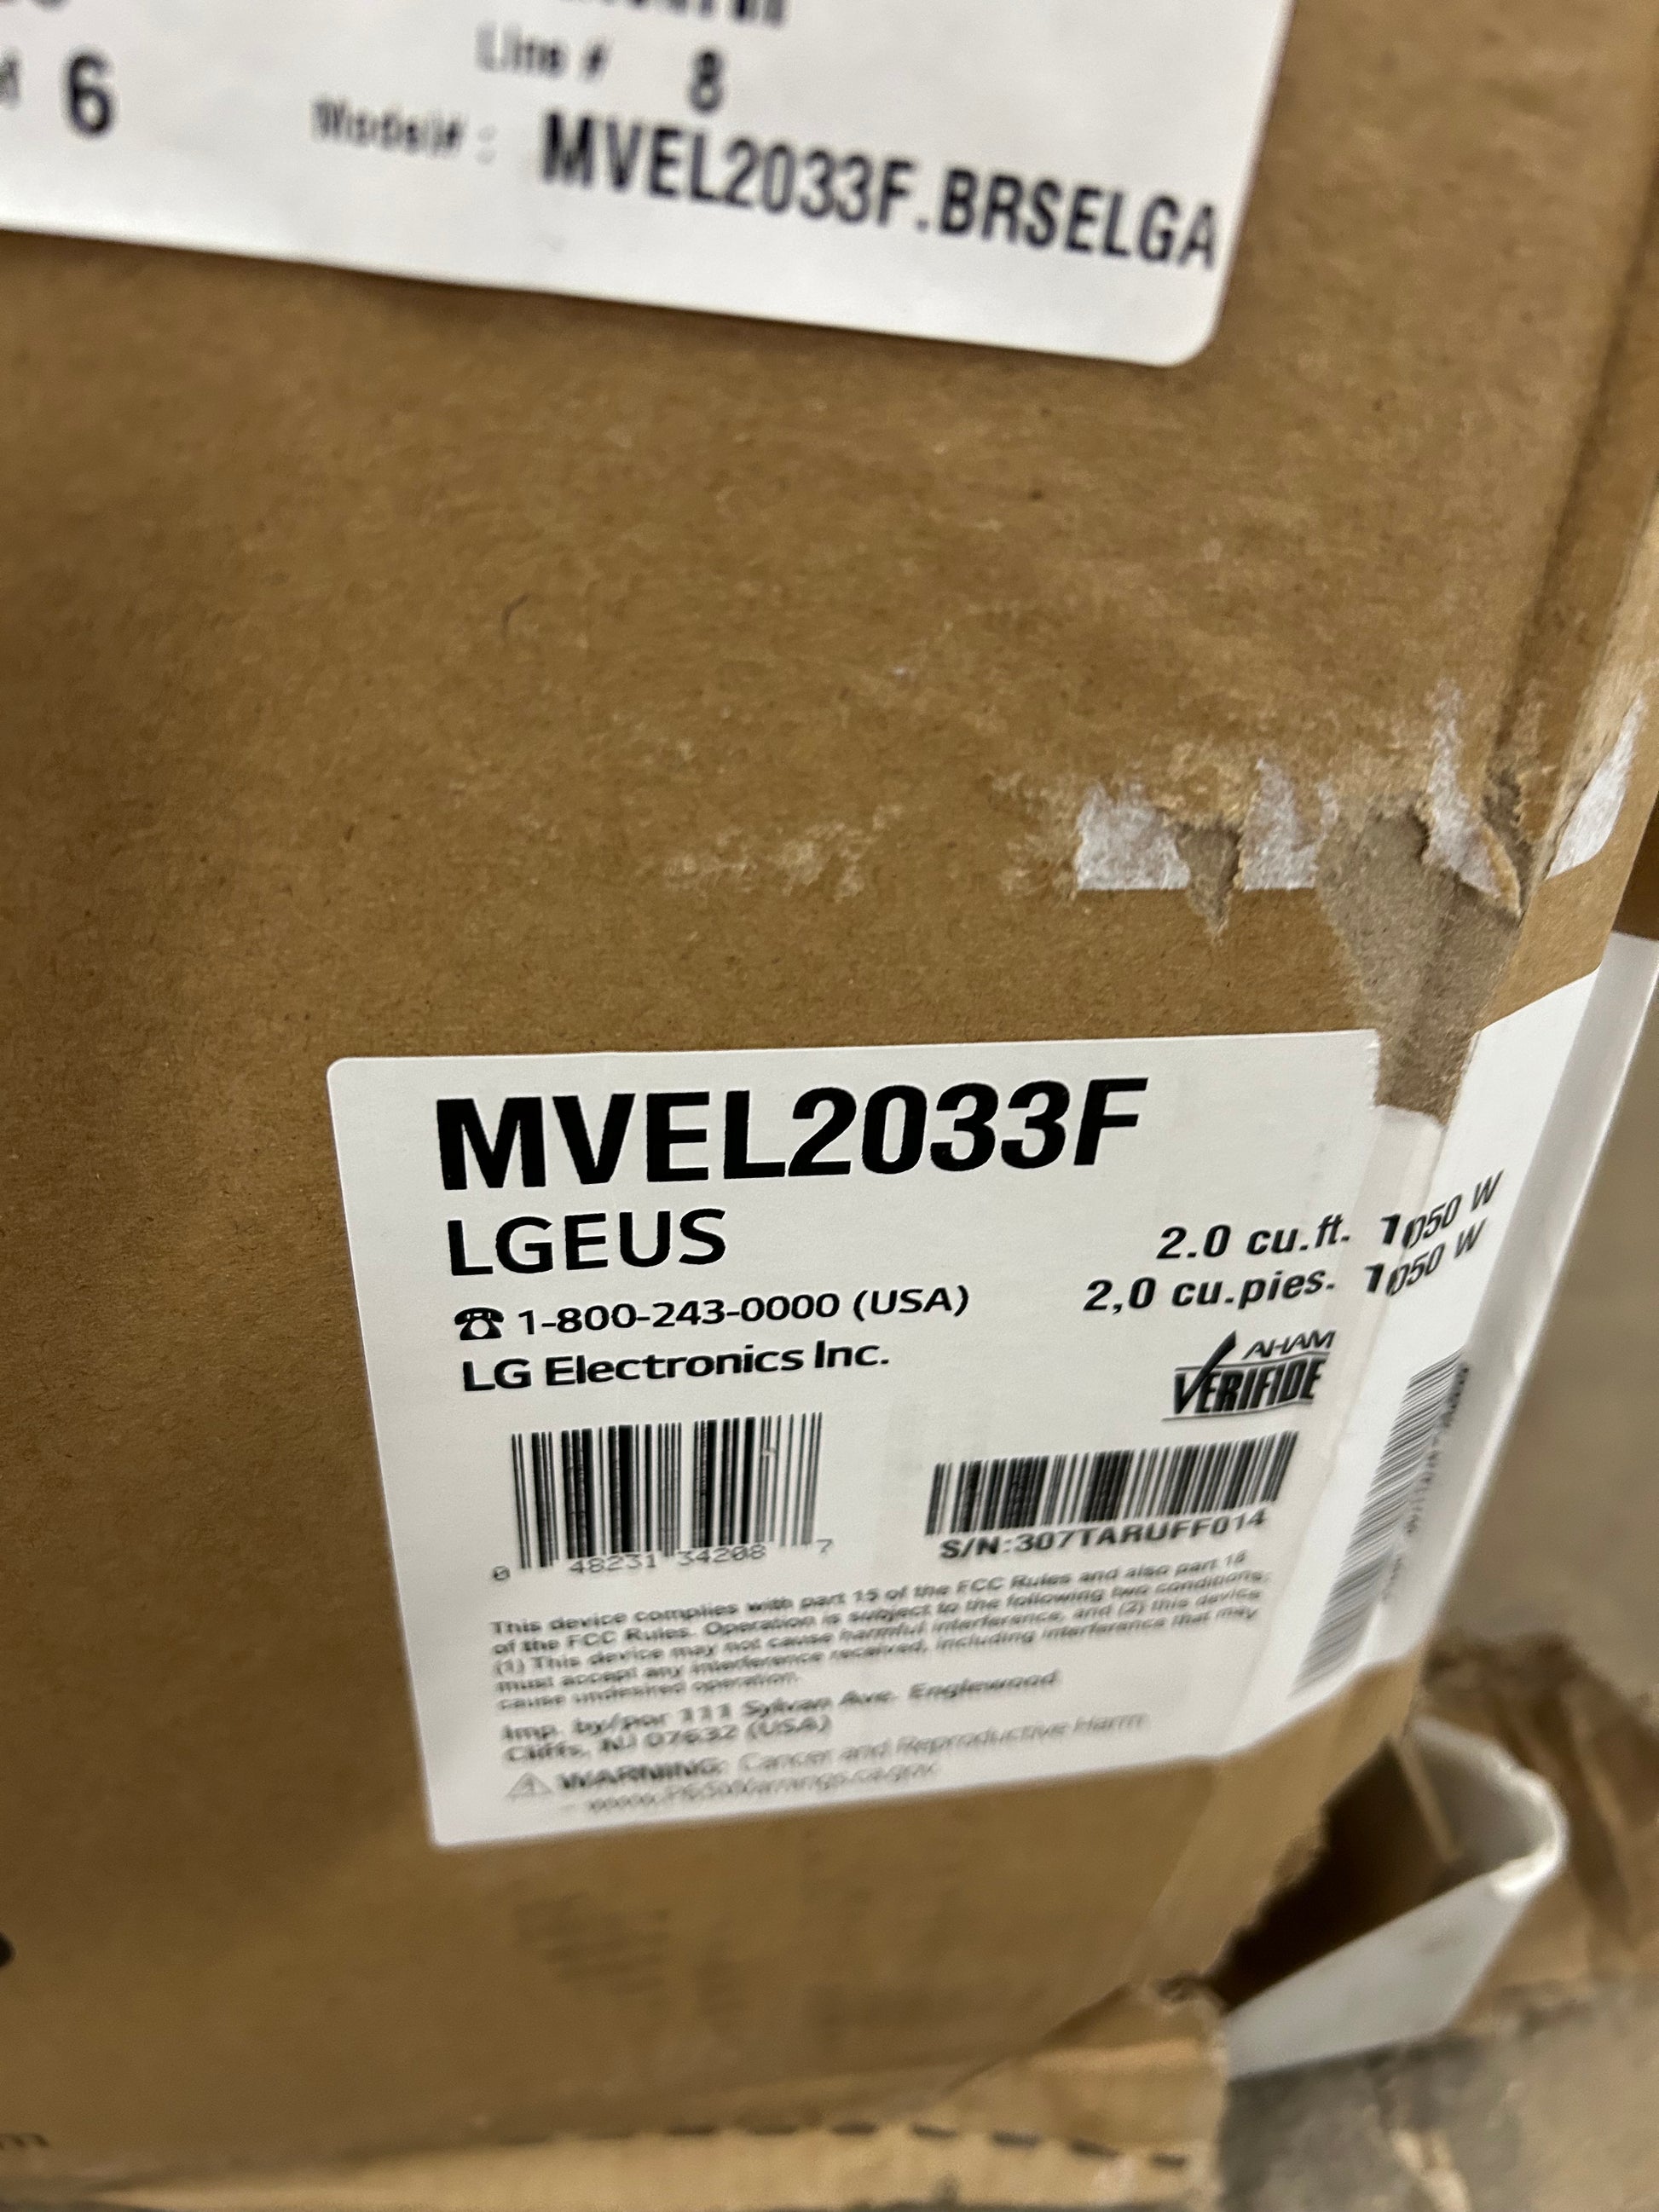 6
Line # 8
Model# : MVEL2033F.BRSELGA
MVEL2033F
LGEUS
2.0 cu.ft. 1050 W
2,0 cu.pies. 1050 W
☎ 1-800-243-0000 (USA)
LG Electronics Inc.
AHAM
VERIFIDE
0 48231 34208 7
S/N:307TARUFF014
This device complies with part 15 of the FCC Rules and also part 18
of the FCC Rules. Operation is subject to the following two conditions:
(1) This device may not cause harmful interference, and (2) this device
must accept any interference received, including interference that may
cause undesired operation.
Imp. by/por 111 Sylvan Ave. Englewood
Cliffs, NJ 07632 (USA)
⚠ WARNING: Cancer and Reproductive Harm
- www.P65Warnings.ca.gov